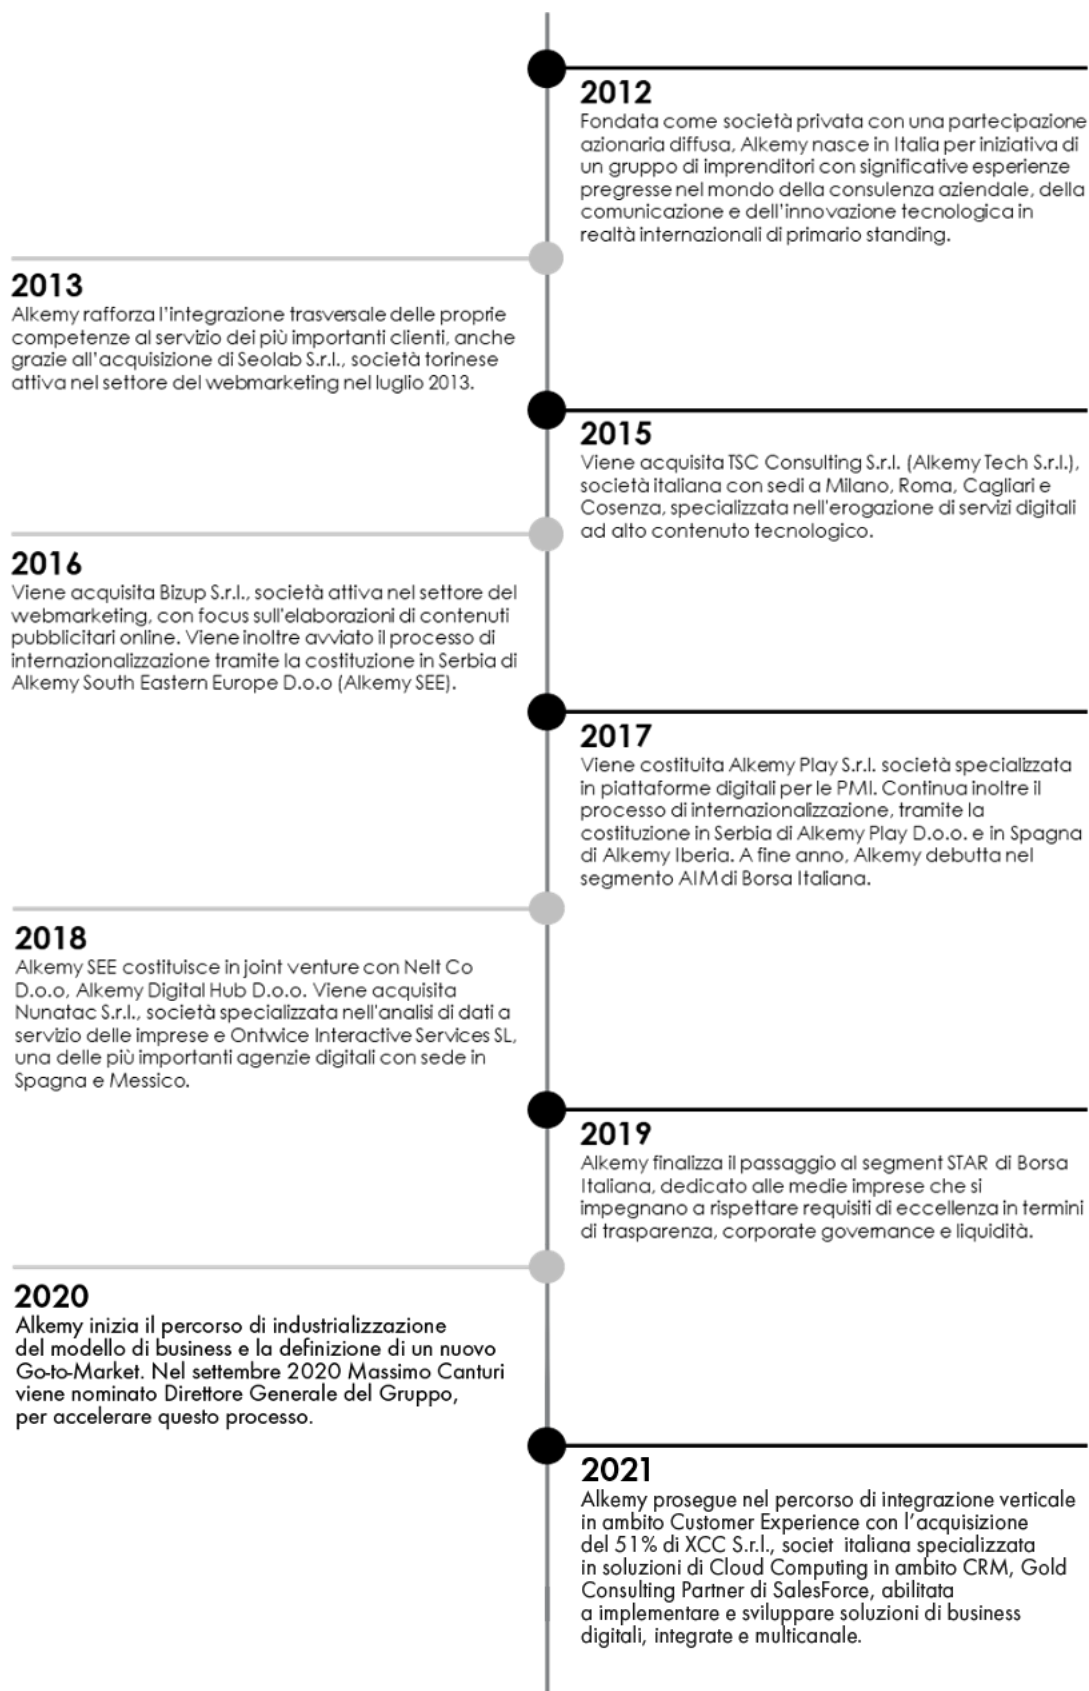 2012
Fondata come società privata con una partecipazione
azionaria diffusa, Alkemy nasce in Italia per iniziativa di
un gruppo di imprenditori con significative esperienze
pregresse nel mondo della consulenza aziendale, della
comunicazione e dell'innovazione tecnologica in
realtà internazionali di primario standing.
2013
Alkemy rafforza l'integrazione trasversale delle proprie
competenze al servizio dei più importanti clienti, anche
grazie all'acquisizione di Seolab S.r.l., società torinese
attiva nel settore del webmarketing nel luglio 2013.
2015
Viene acquisita TSC Consulting S.r.l. (Alkemy Tech S.r.l.),
società italiana con sedi a Milano, Roma, Cagliari e
Cosenza, specializzata nell'erogazione di servizi digitali
ad alto contenuto tecnologico.
2016
Viene acquisita Bizup S.r.l., società attiva nel settore del
webmarketing, con focus sull'elaborazioni di contenuti
pubblicitari online. Viene inoltre avviato il processo di
internazionalizzazione tramite la costituzione in Serbia di
Alkemy South Eastern Europe D.o.o (Alkemy SEE).
2017
Viene costituita Alkemy Play S.r.l. società specializzata
in piattaforme digitali per le PMI. Continua inoltre il
processo di internazionalizzazione, tramite la
costituzione in Serbia di Alkemy Play D.o.o. e in Spagna
di Alkemy Iberia. A fine anno, Alkemy debutta nel
segmento AIM di Borsa Italiana.
2018
Alkemy SEE costituisce in joint venture con Nelt Co
D.o.o, Alkemy Digital Hub D.o.o. Viene acquisita
Nunatac S.r.l., società specializzata nell'analisi di dati a
servizio delle imprese e Ontwice Interactive Services SL,
una delle più importanti agenzie digitali con sede in
Spagna e Messico.
2019
Alkemy finalizza il passaggio al segment STAR di Borsa
Italiana, dedicato alle medie imprese che si
impegnano a rispettare requisiti di eccellenza in termini
di trasparenza, corporate governance e liquidità.
2020
Alkemy inizia il percorso di industrializzazione
del modello di business e la definizione di un nuovo
Go-to-Market. Nel settembre 2020 Massimo Canturi
viene nominato Direttore Generale del Gruppo,
per accelerare questo processo.
2021
Alkemy prosegue nel percorso di integrazione verticale
in ambito Customer Experience con l'acquisizione
del 51% di XCC S.r.l., societ italiana specializzata
in soluzioni di Cloud Computing in ambito CRM, Gold
Consulting Partner di SalesForce, abilitata
a implementare e sviluppare soluzioni di business
digitali, integrate e multicanale.